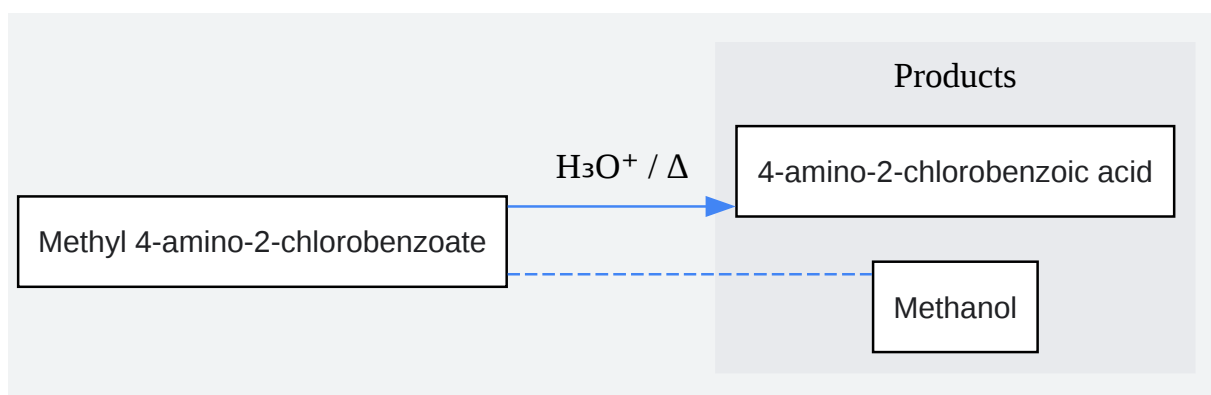 Products
H₃O⁺ / Δ
4-amino-2-chlorobenzoic acid
Methyl 4-amino-2-chlorobenzoate
Methanol